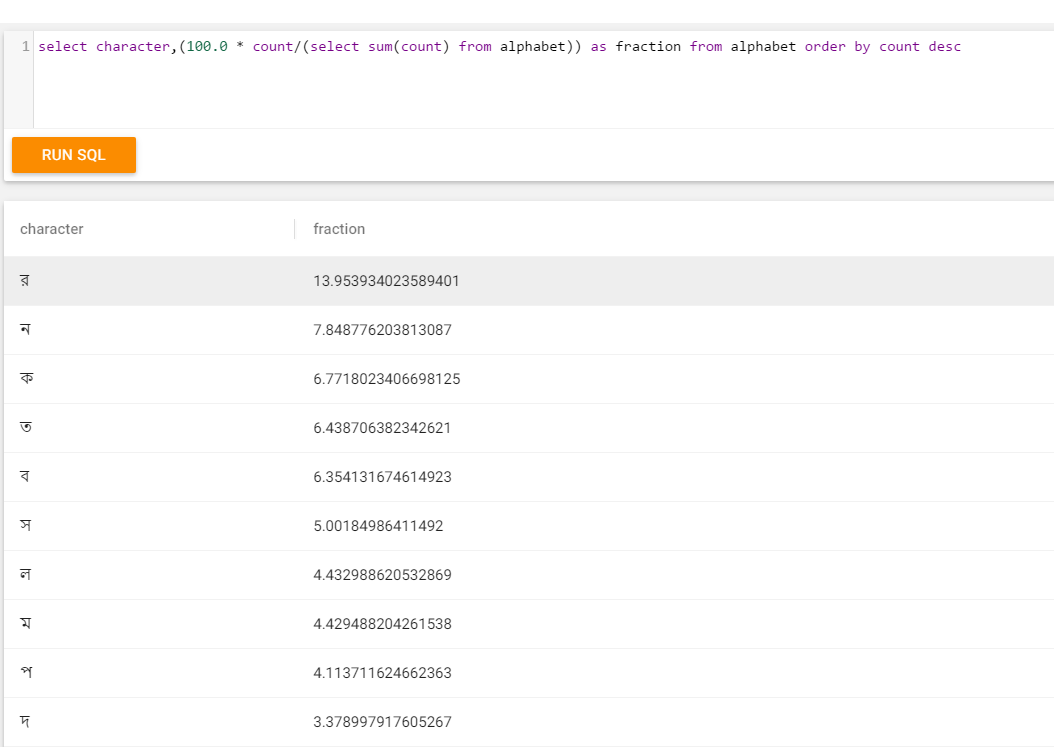 1 select character,(100.0 * count/(select sum(count) from alphabet)) as fraction from alphabet order by count desc
RUN SQL
character fraction
র 13.953934023589401
ন 7.848776203813087
ক 6.7718023406698125
ত 6.438706382342621
ব 6.354131674614923
স 5.00184986411492
ল 4.432988620532869
ম 4.429488204261538
প 4.113711624662363
দ 3.378997917605267